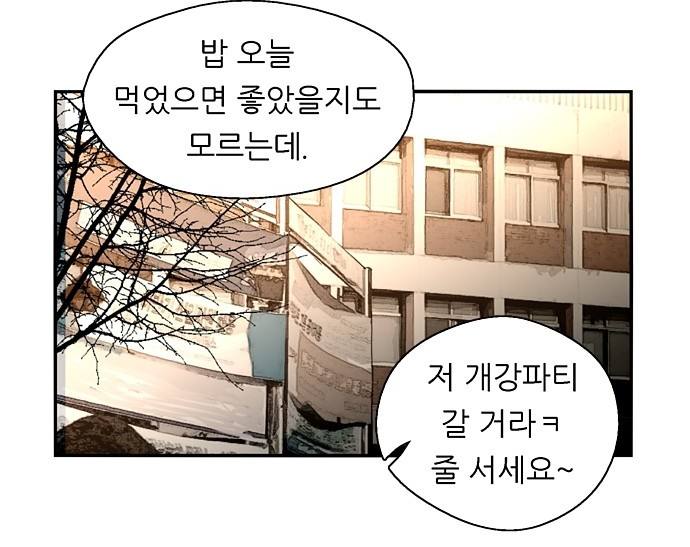 밥 오늘
먹었으면 좋았을지도
모르는데.
저 개강파티
갈 거라ㅋ
줄 서세요~